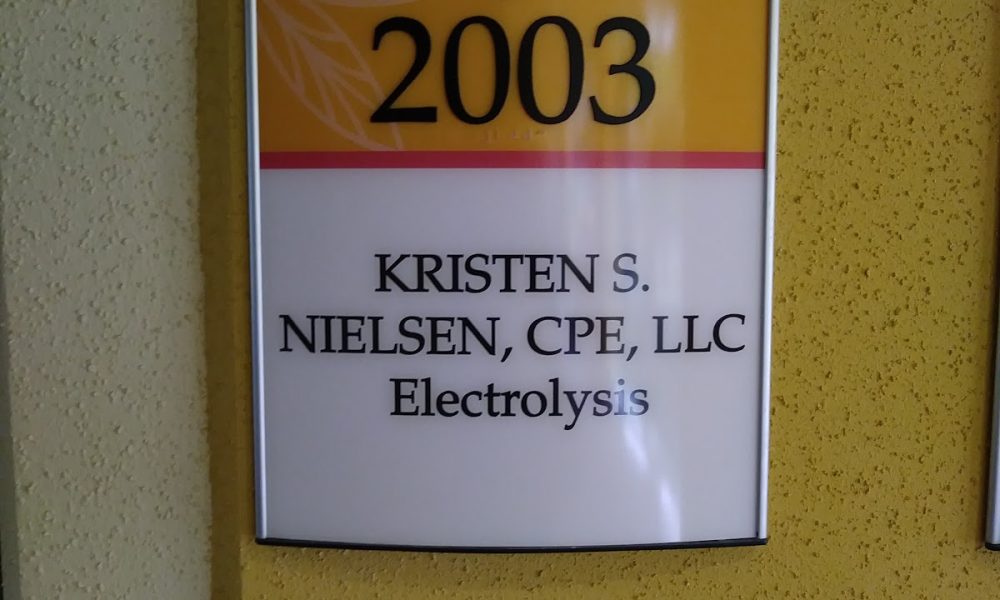 2003
KRISTEN S.
NIELSEN, CPE, LLC
Electrolysis